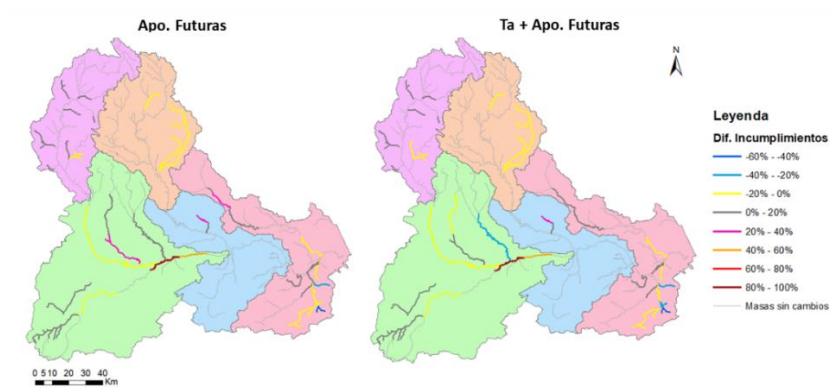 Apo. Futuras
Ta + Apo. Futuras
N
Leyenda
Dif. Incumplimientos
-60% - -40%
-40% - -20%
-20% - 0%
0% - 20%
20% - 40%
40% - 60%
60% - 80%
80% - 100%
Masas sin cambios
0 5 10 20 30 40
Km